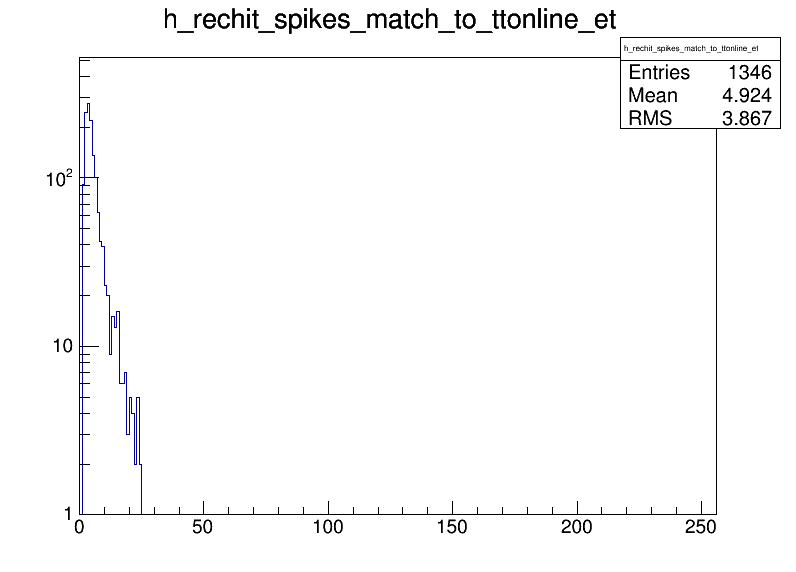 h_rechit_spikes_match_to_ttonline_et
h_rechit_spikes_match_to_ttonline_et
Entries 1346
Mean 4.924
RMS 3.867
10²
10
1
0 50 100 150 200 250